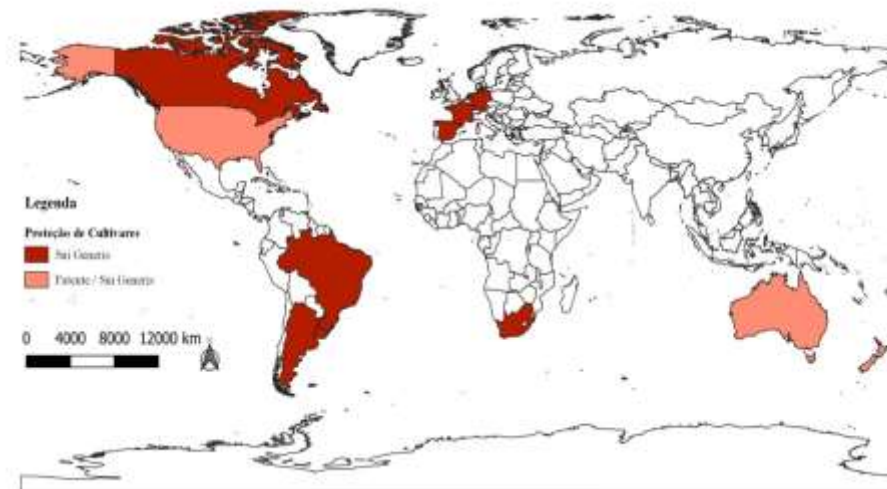 Legenda
Proteção de Cultivares
Sui Generis
Patente / Sui Generis
0 4000 8000 12000 km